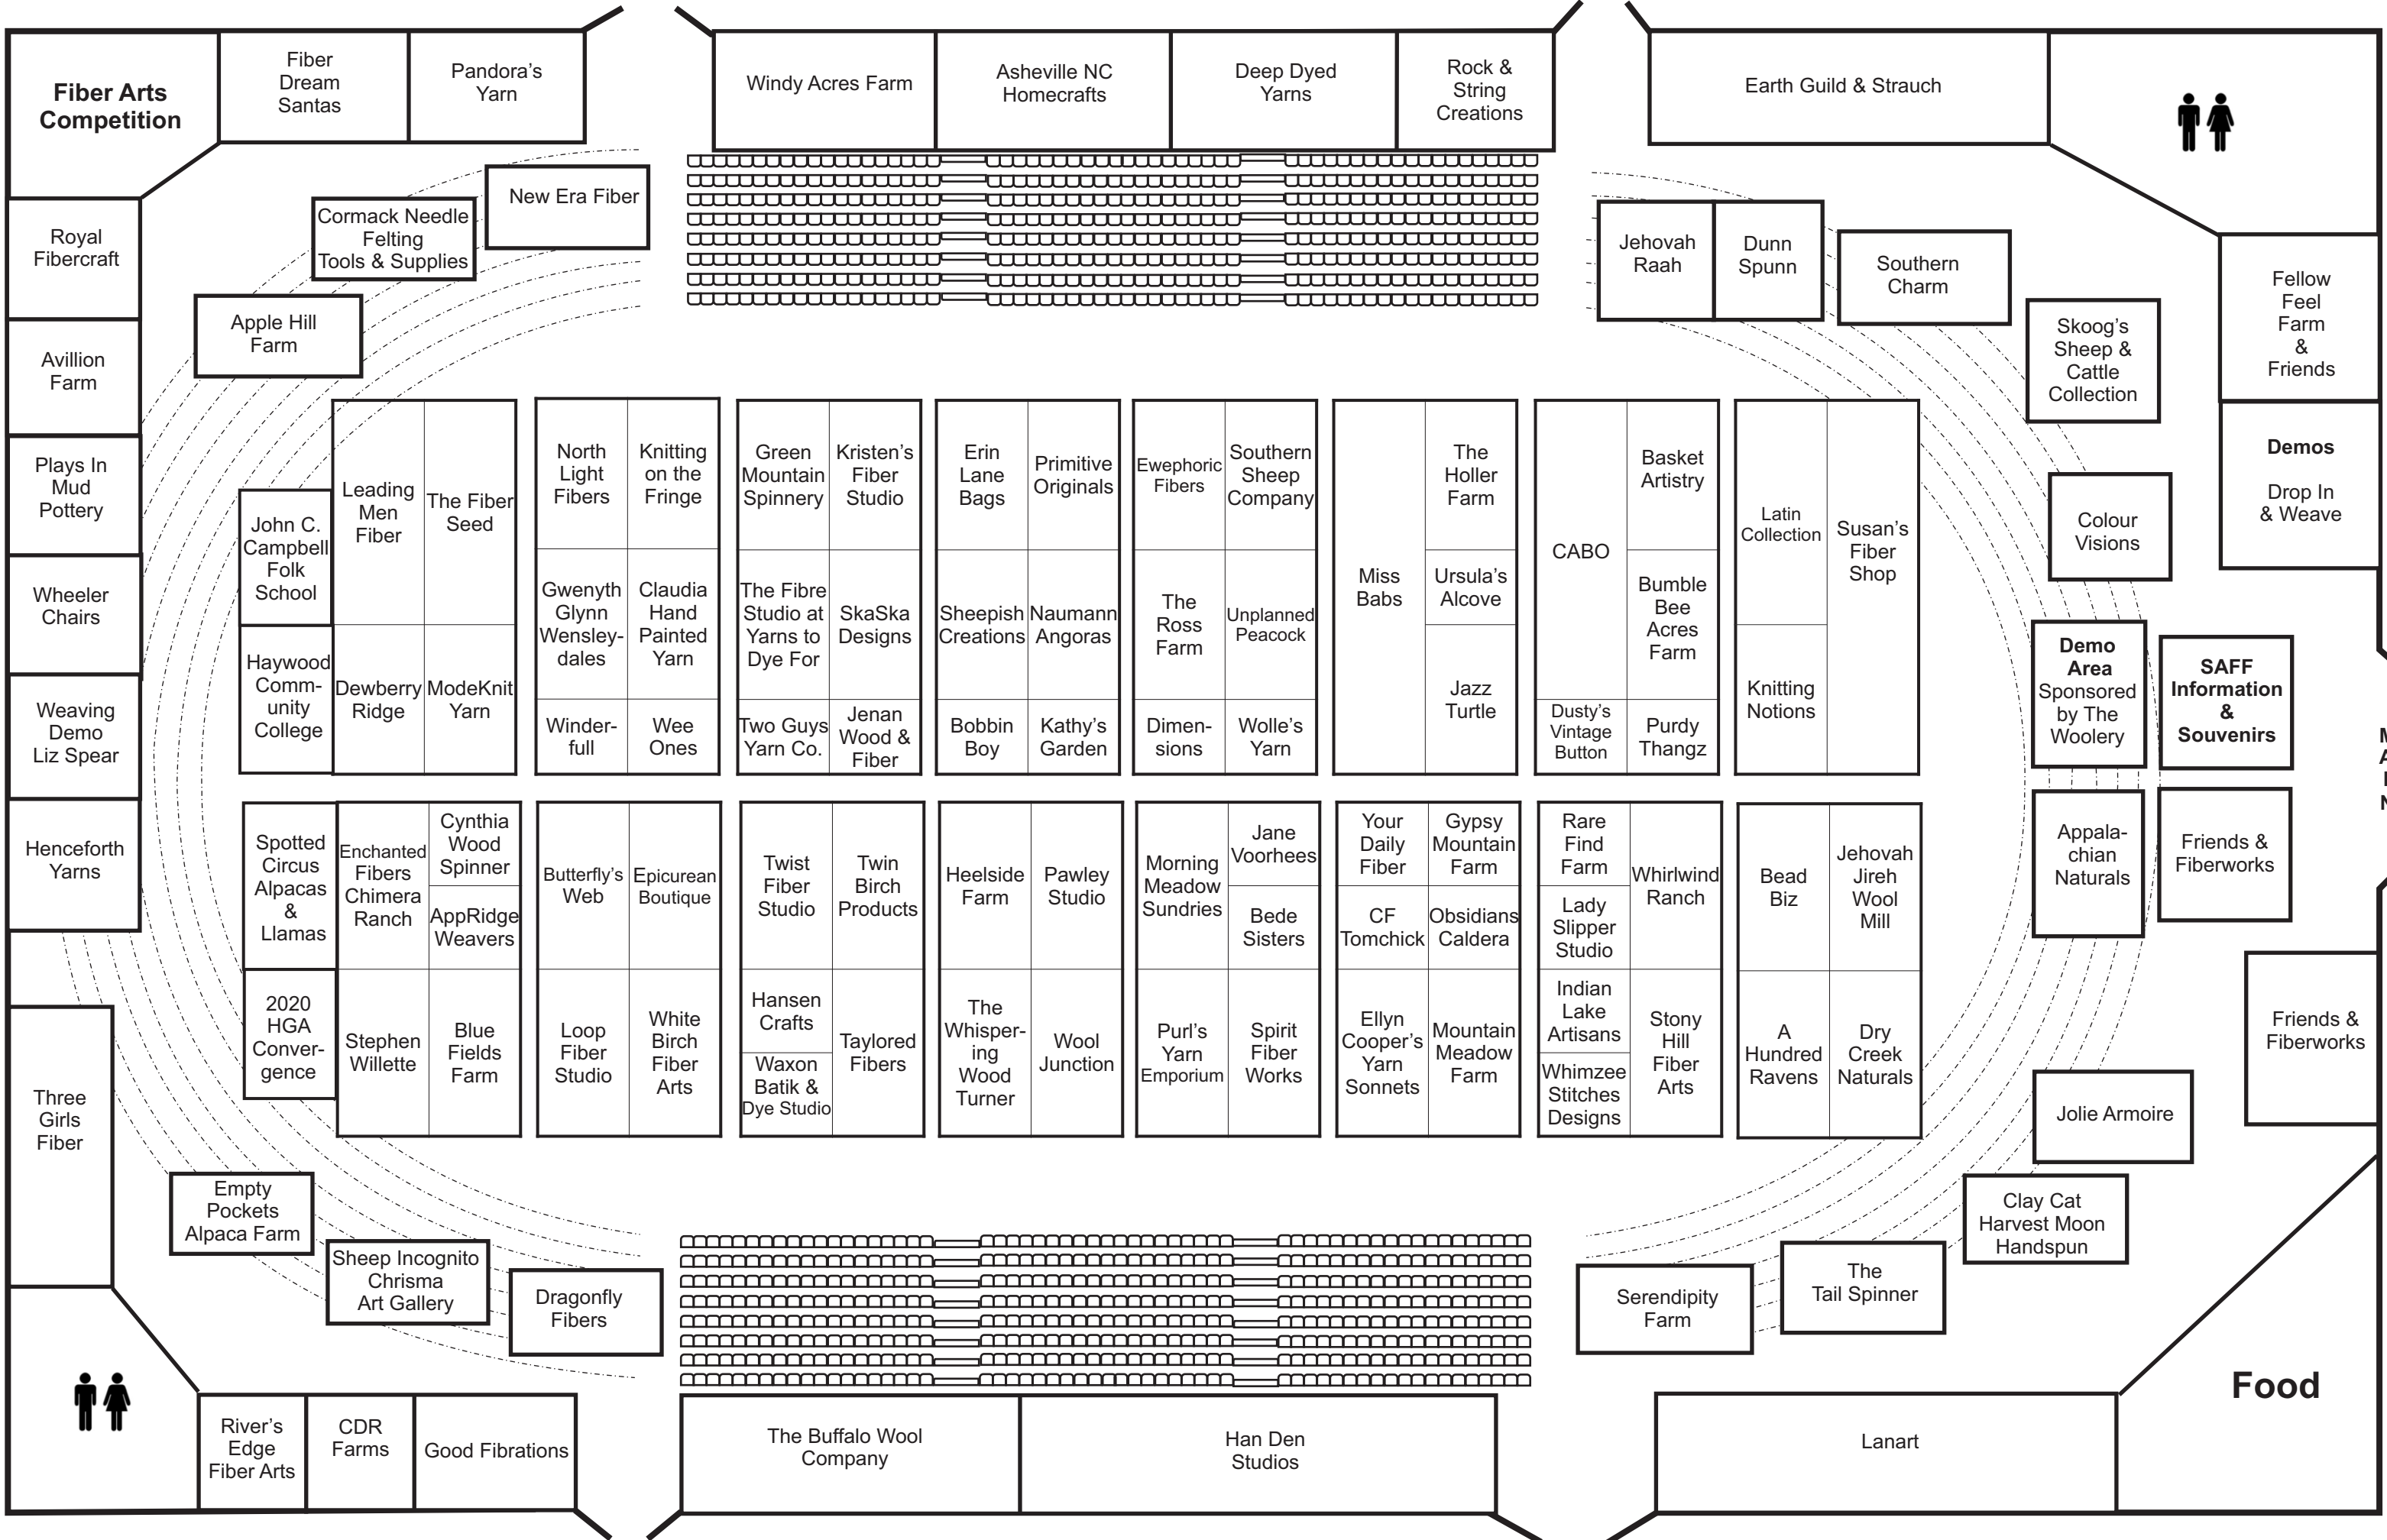 Fiber Arts
Competition
Fiber
Dream
Santas
Pandora's
Yarn
Windy Acres Farm
Asheville NC
Homecrafts
Deep Dyed
Yarns
Rock &
String
Creations
Earth Guild & Strauch
New Era Fiber
Cormack Needle
Felting
Tools & Supplies
Apple Hill
Farm
Jehovah
Raah
Dunn
Spunn
Southern
Charm
Skoog's
Sheep &
Cattle
Collection
Fellow
Feel
Farm
&
Friends
Demos
Drop In
& Weave
Colour
Visions
Royal
Fibercraft
Avillion
Farm
Plays In
Mud
Pottery
Wheeler
Chairs
Weaving
Demo
Liz Spear
Henceforth
Yarns
Three
Girls
Fiber
John C.
Campbell
Folk
School
Haywood
Comm-
unity
College
Leading
Men
Fiber
The Fiber
Seed
Dewberry
Ridge
ModeKnit
Yarn
North
Light
Fibers
Knitting
on the
Fringe
Gwenyth
Glynn
Wensley-
dales
Claudia
Hand
Painted
Yarn
Winder-
full
Wee
Ones
Green
Mountain
Spinnery
Kristen's
Fiber
Studio
The Fibre
Studio at
Yarns to
Dye For
SkaSka
Designs
Two Guys
Yarn Co.
Jenan
Wood &
Fiber
Erin
Lane
Bags
Primitive
Originals
Sheepish
Creations
Naumann
Angoras
Bobbin
Boy
Kathy's
Garden
Ewephoric
Fibers
Southern
Sheep
Company
The
Ross
Farm
Unplanned
Peacock
Dimen-
sions
Wolle's
Yarn
Miss
Babs
The
Holler
Farm
Ursula's
Alcove
Jazz
Turtle
CABO
Basket
Artistry
Bumble
Bee
Acres
Farm
Dusty's
Vintage
Button
Purdy
Thangz
Latin
Collection
Susan's
Fiber
Shop
Knitting
Notions
Demo
Area
Sponsored
by The
Woolery
SAFF
Information
&
Souvenirs
Spotted
Circus
Alpacas
&
Llamas
2020
HGA
Conver-
gence
Enchanted
Fibers
Chimera
Ranch
Cynthia
Wood
Spinner
AppRidge
Weavers
Stephen
Willette
Blue
Fields
Farm
Butterfly's
Web
Epicurean
Boutique
Loop
Fiber
Studio
White
Birch
Fiber
Arts
Twist
Fiber
Studio
Twin
Birch
Products
Hansen
Crafts
Waxon
Batik &
Dye Studio
Taylored
Fibers
Heelside
Farm
Pawley
Studio
The
Whisper-
ing
Wood
Turner
Wool
Junction
Morning
Meadow
Sundries
Jane
Voorhees
Bede
Sisters
Purl's
Yarn
Emporium
Spirit
Fiber
Works
Your
Daily
Fiber
Gypsy
Mountain
Farm
CF
Tomchick
Obsidians
Caldera
Ellyn
Cooper's
Yarn
Sonnets
Mountain
Meadow
Farm
Rare
Find
Farm
Whirlwind
Ranch
Lady
Slipper
Studio
Indian
Lake
Artisans
Whimzee
Stitches
Designs
Stony
Hill
Fiber
Arts
Bead
Biz
Jehovah
Jireh
Wool
Mill
A
Hundred
Ravens
Dry
Creek
Naturals
Appala-
chian
Naturals
Friends &
Fiberworks
Friends &
Fiberworks
Jolie Armoire
Clay Cat
Harvest Moon
Handspun
The
Tail Spinner
Serendipity
Farm
Empty
Pockets
Alpaca Farm
Sheep Incognito
Chrisma
Art Gallery
Dragonfly
Fibers
River's
Edge
Fiber Arts
CDR
Farms
Good Fibrations
The Buffalo Wool
Company
Han Den
Studios
Lanart
Food